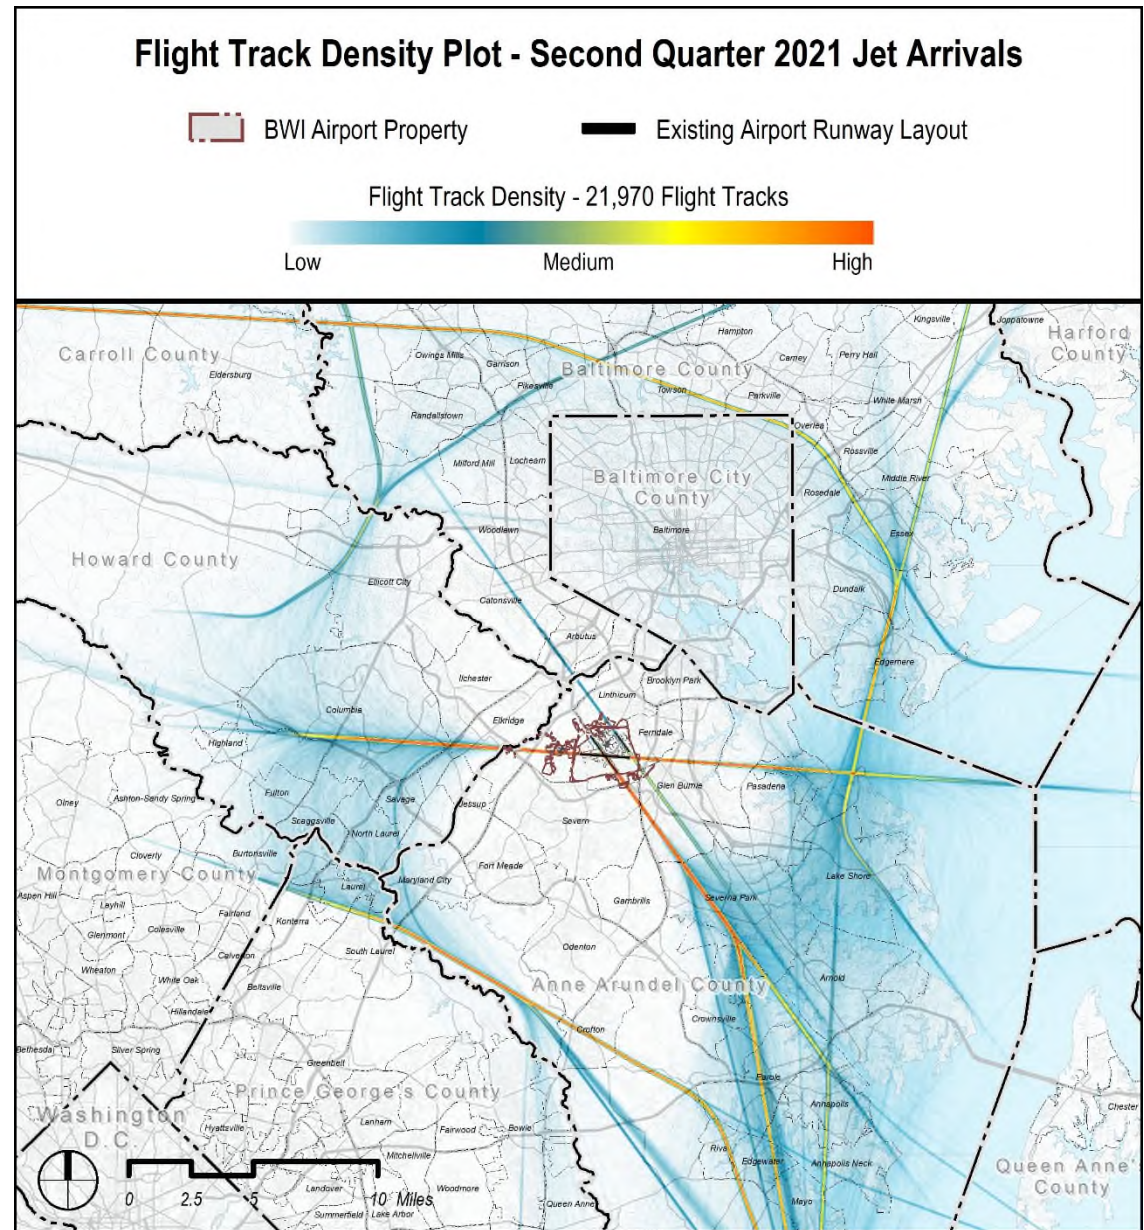 Flight Track Density Plot - Second Quarter 2021 Jet Arrivals
BWI Airport Property
Existing Airport Runway Layout
Flight Track Density - 21,970 Flight Tracks
Low
Medium
High
Kingsville
Joppatowne
Hampton
Harford
County
Carroll County
Owings Mills
Garrison
Carney
Perry Hall
Eldersburg
Baltimore County
Pikesville
Towson
Parkville
White Marsh
Randallstown
Overlea
Rossville
Milford Mill
Lochearn
Baltimore City
County
Middle River
Rosedale
Woodlawn
Baltimore
Essex
Howard County
Ellicott City
Dundalk
Catonsville
Arbutus
Edgemere
Ilchester
Brooklyn Park
Linthicum
Columbia
Elkridge
Ferndale
Highland
Glen Burnie
Pasadena
Fulton
Olney
Ashton-Sandy Spring
Savage
Jessup
Scaggsville
Severn
North Laurel
Cloverly
Burtonsville
Fort Meade
Montgomery County
Laurel
Maryland City
Lake Shore
Aspen Hill
Severna Park
Layhill
Fairland
Gambrills
Konterra
Glenmont
Colesville
South Laurel
Odenton
Calverton
Wheaton
White Oak
Beltsville
Anne Arundel County
Arnold
Hillandale
Crownsville
Crofton
Bethesda
Silver Spring
Greenbelt
Parole
Prince George's County
Annapolis
Chester
Washington
D.C.
Hyattsville
Lanham
Fairwood
Bowie
Riva
Mitchellville
Edgewater
Annapolis Neck
Queen Anne'
County
Landover
Woodmore
Queen Anne
Mayo
Summerfield
Lake Arbor
0
2.5
5
10 Miles